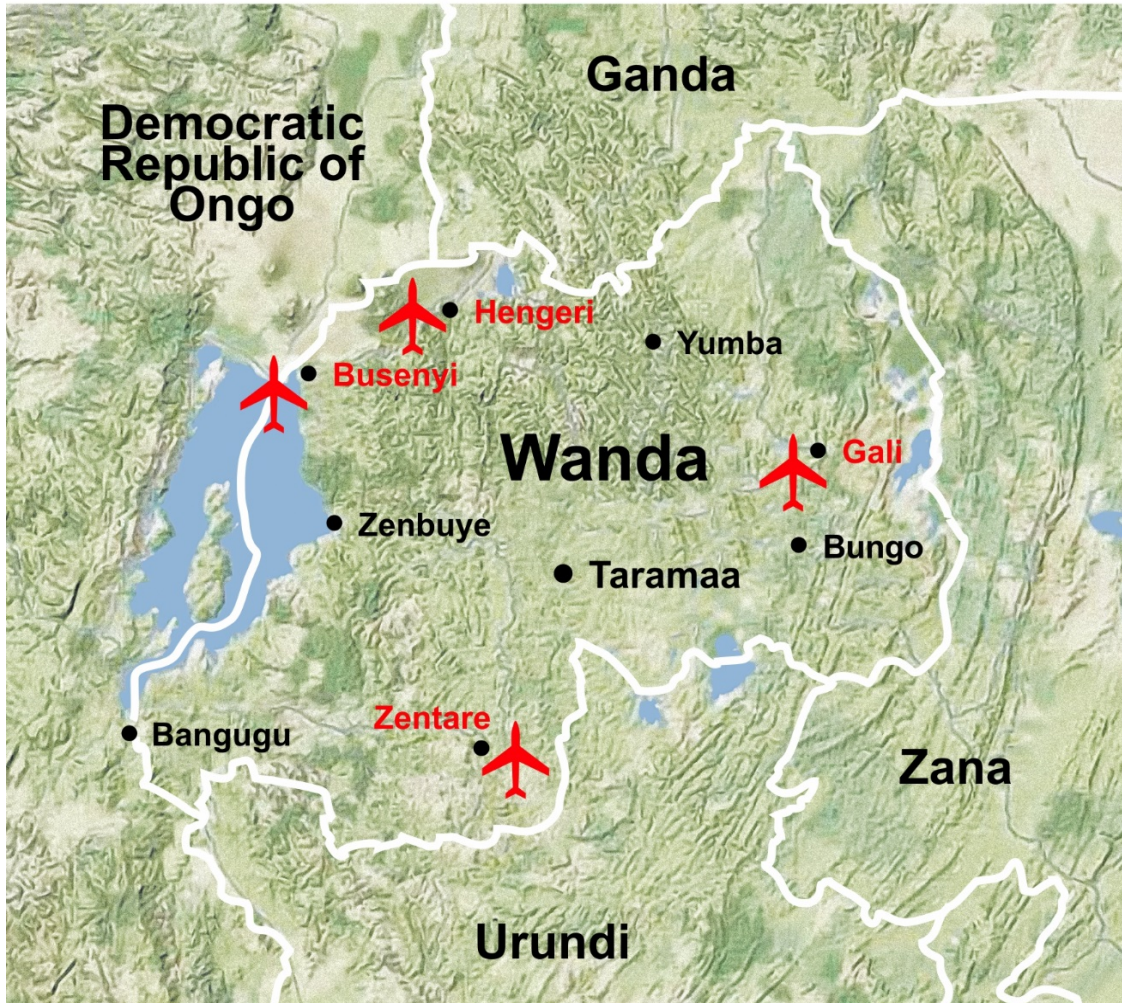 Ganda
Democratic
Republic of
Ongo
Hengeri
Yumba
Busenyi
Wanda
Gali
Zenbuye
Bungo
Taramaa
Zentare
Bangugu
Zana
Urundi